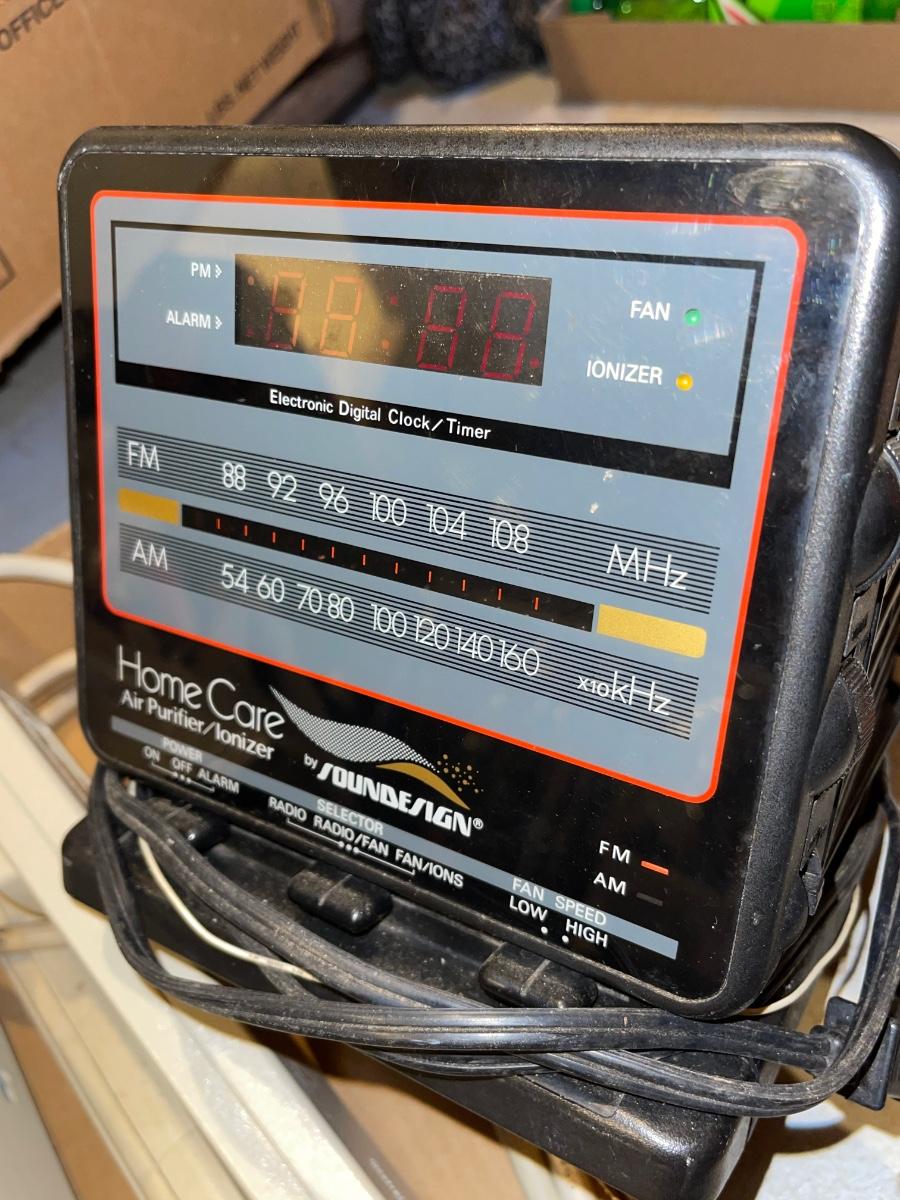 OFFICE
PM
ALARM
FAN
IONIZER
Electronic Digital Clock/Timer
FM 88 92 96 100 104 108 MHz
AM 54 60 70 80 100 120 140 160 x10kHz
Home Care
Air Purifier/Ionizer
by SOUNDESIGN®
POWER
ON OFF ALARM
SELECTOR
RADIO RADIO/FAN FAN/IONS
FM
AM
FAN SPEED
LOW HIGH